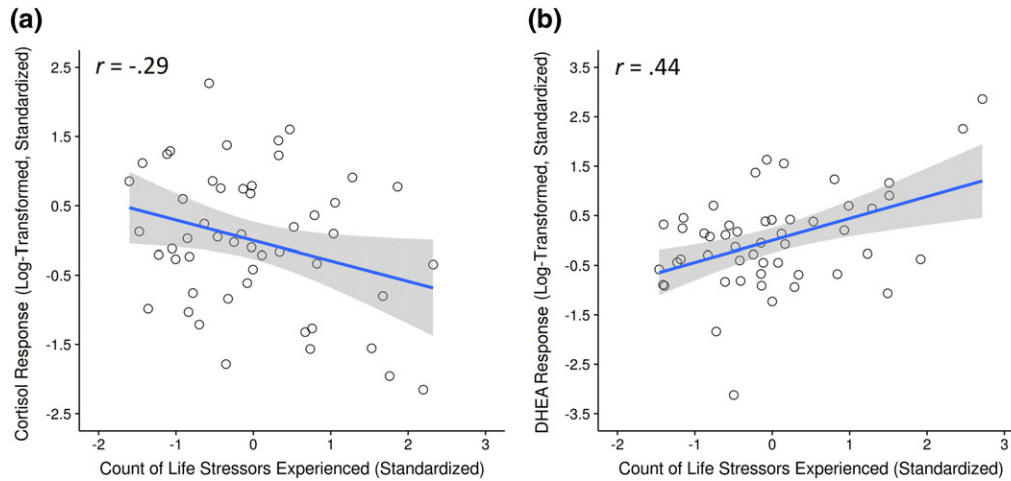 (a)
Cortisol Response (Log-Transformed, Standardized)
r = -.29
2.5
1.5
0.5
-0.5
-1.5
-2.5
-2 -1 0 1 2 3
Count of Life Stressors Experienced (Standardized)
(b)
DHEA Response (Log-Transformed, Standardized)
r = .44
3.5
2.5
1.5
0.5
-0.5
-1.5
-2.5
-3.5
-2 -1 0 1 2 3
Count of Life Stressors Experienced (Standardized)